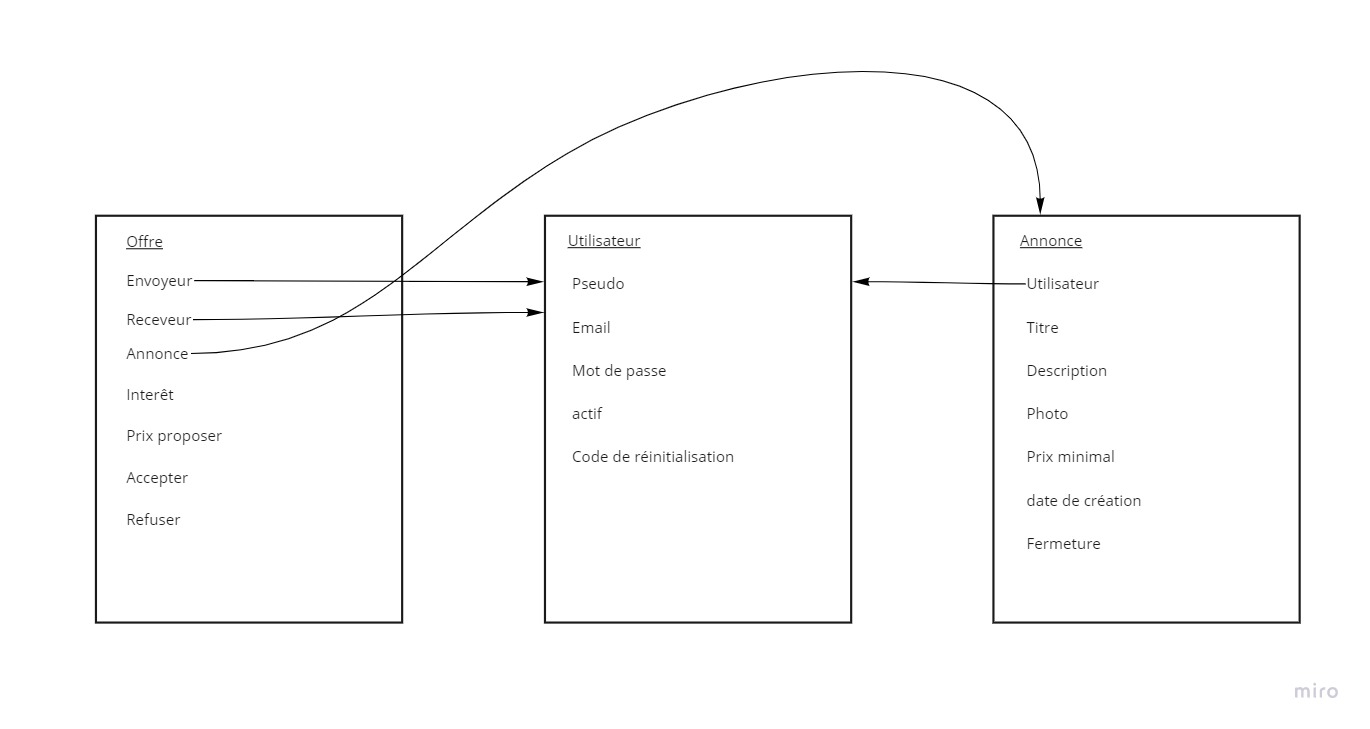 Offre
Envoyeur
Receveur
Annonce
Interêt
Prix proposer
Accepter
Refuser
Utilisateur
Pseudo
Email
Mot de passe
actif
Code de réinitialisation
Annonce
Utilisateur
Titre
Description
Photo
Prix minimal
date de création
Fermeture
miro